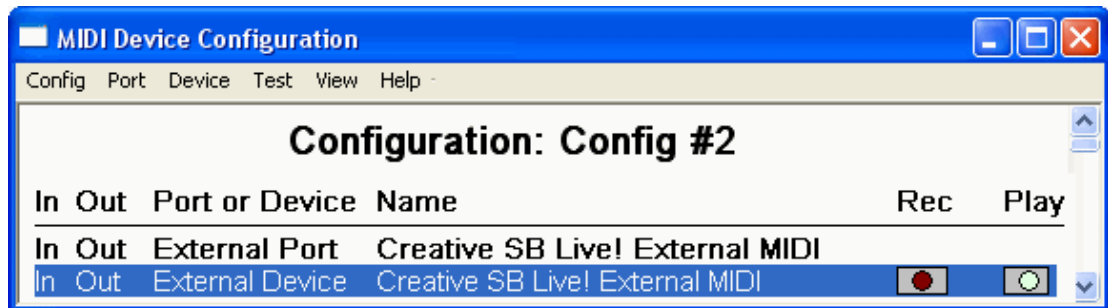 MIDI Device Configuration
Config Port Device Test View Help
Configuration: Config #2
In Out Port or Device Name Rec Play
In Out External Port Creative SB Live! External MIDI
In Out External Device Creative SB Live! External MIDI